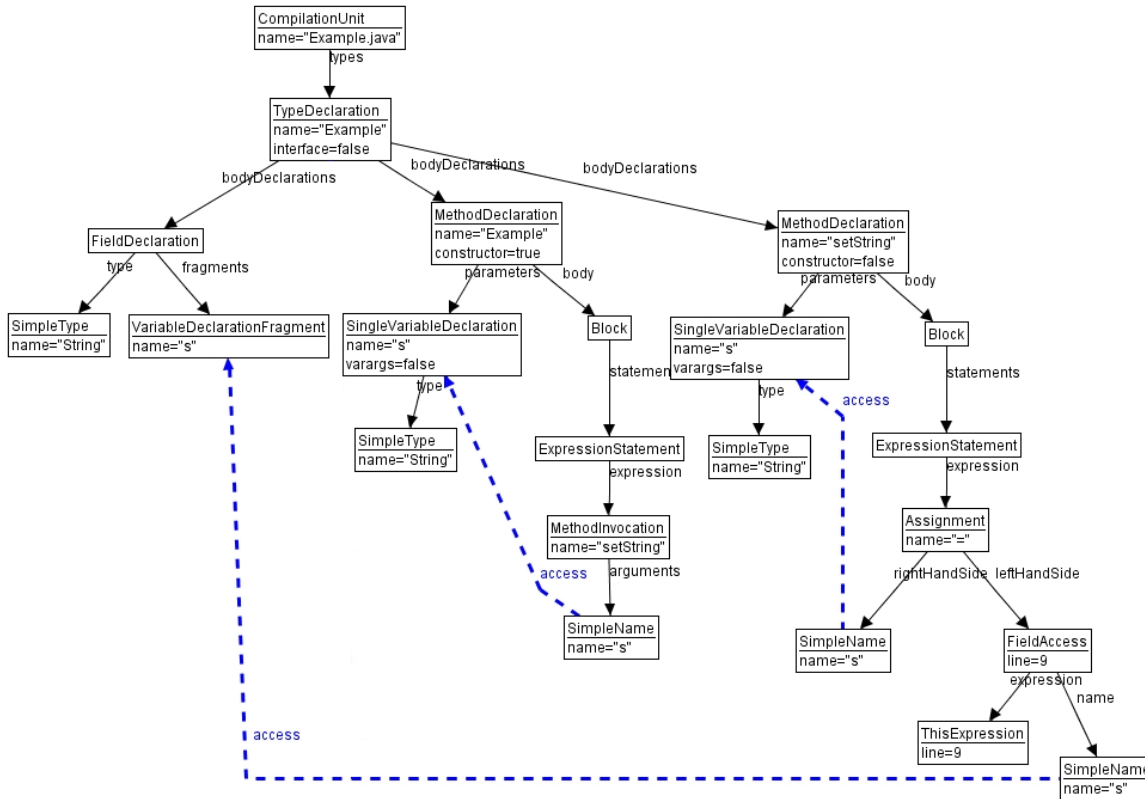 CompilationUnit
name="Example.java"
types
TypeDeclaration
name="Example"
interface=false
bodyDeclarations
bodyDeclarations
bodyDeclarations
FieldDeclaration
MethodDeclaration
name="Example"
constructor=true
MethodDeclaration
name="setString"
constructor=false
type
fragments
parameters
body
parameters
body
SimpleType
name="String"
VariableDeclarationFragment
name="s"
SingleVariableDeclaration
name="s"
varargs=false
Block
SingleVariableDeclaration
name="s"
varargs=false
Block
type
statement
type
access
statements
SimpleType
name="String"
ExpressionStatement
SimpleType
name="String"
ExpressionStatement
expression
expression
MethodInvocation
name="setString"
Assignment
name="="
access
arguments
rightHandSide
leftHandSide
SimpleName
name="s"
SimpleName
name="s"
FieldAccess
line=9
expression
name
access
ThisExpression
line=9
SimpleName
name="s"